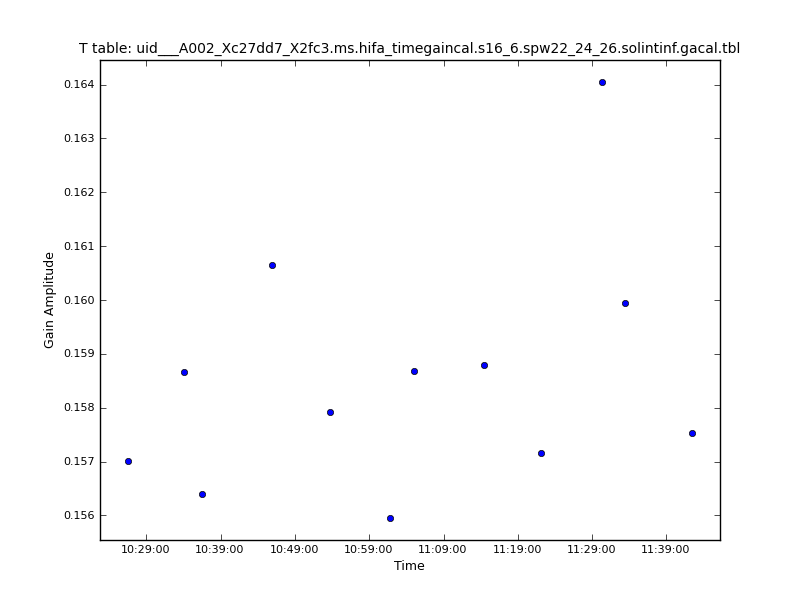 T table: uid___A002_Xc27dd7_X2fc3.ms.hifa_timegaincal.s16_6.spw22_24_26.solintinf.gacal.tbl
Gain Amplitude
0.164
0.163
0.162
0.161
0.160
0.159
0.158
0.157
0.156
10:29:00 10:39:00 10:49:00 10:59:00 11:09:00 11:19:00 11:29:00 11:39:00
Time